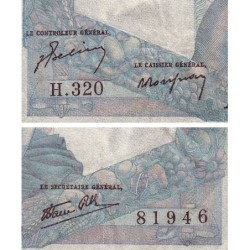 LE CONTROLEUR GÉNÉRAL,
LE CAISSIER GÉNÉRAL,
H.320
LE SECRÉTAIRE GÉNÉRAL,
81946